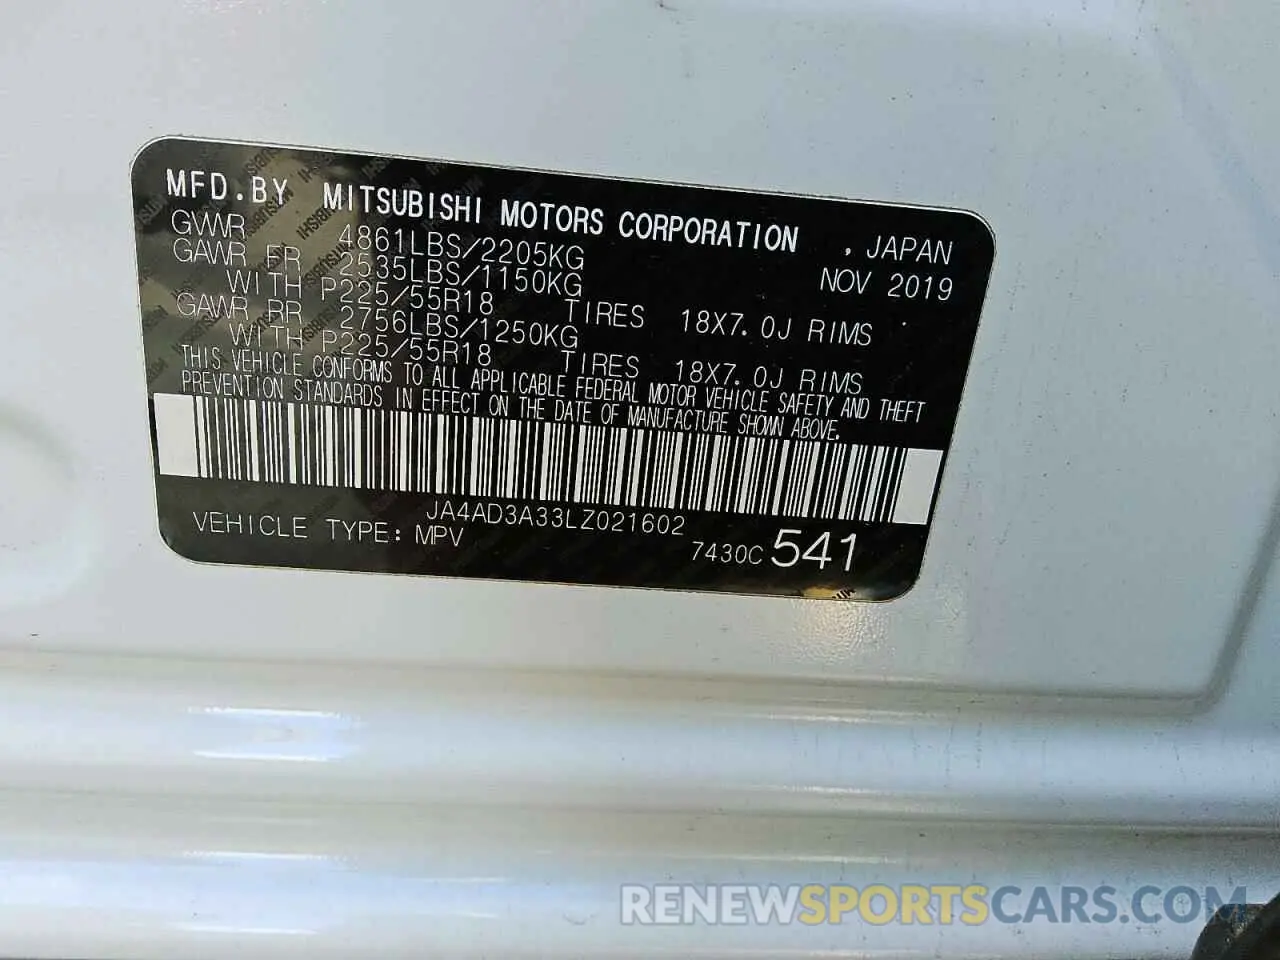 MFD.BY MITSUBISHI MOTORS CORPORATION , JAPAN
GVWR 4861LBS/2205KG NOV 2019
GAWR FR 2535LBS/1150KG
WITH P225/55R18 TIRES 18X7.0J RIMS
GAWR RR 2756LBS/1250KG
WITH P225/55R18 TIRES 18X7.0J RIMS
THIS VEHICLE CONFORMS TO ALL APPLICABLE FEDERAL MOTOR VEHICLE SAFETY AND THEFT
PREVENTION STANDARDS IN EFFECT ON THE DATE OF MANUFACTURE SHOWN ABOVE.
JA4AD3A33LZ021602
VEHICLE TYPE: MPV 7430C 541
RENEWSPORTSCARS.COM